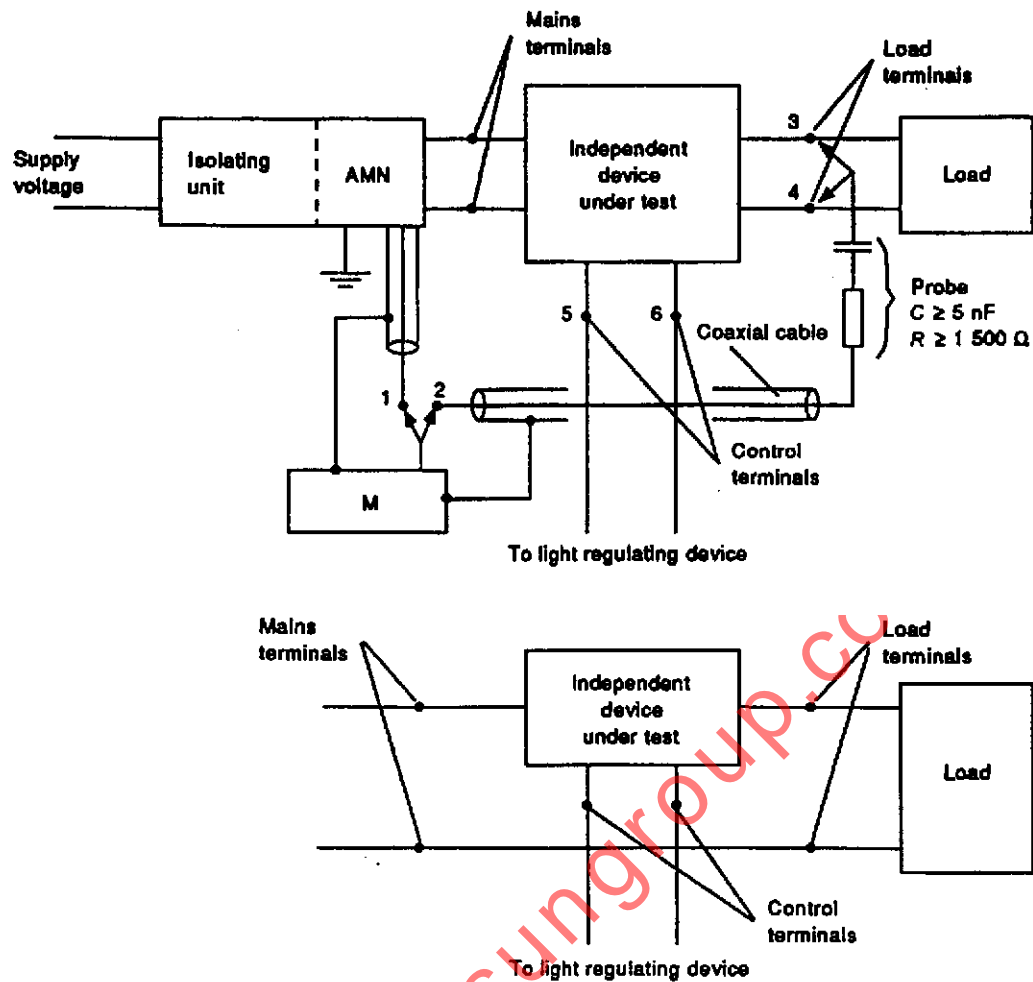 Mains
terminals
Load
terminals
Supply
voltage
Isolating
unit
AMN
Independent
device
under test
3
4
Load
Probe
C ≥ 5 nF
R ≥ 1 500 Ω
5
6
Coaxial cable
1
2
Control
terminals
M
To light regulating device
Mains
terminals
Load
terminals
Independent
device
under test
Load
Control
terminals
To light regulating device
sungroup.co